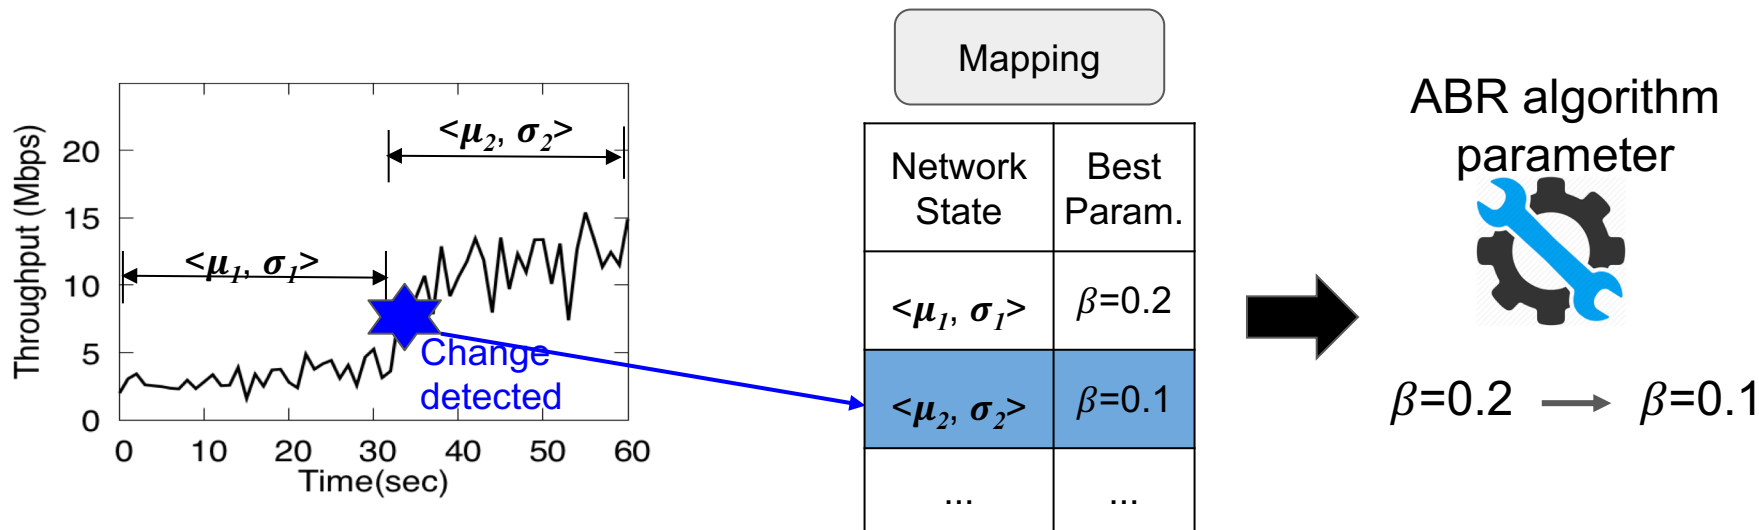 Throughput (Mbps)
20
15
10
5
0
0 10 20 30 40 50 60
Time(sec)
<μ1, σ1>
<μ2, σ2>
Change
detected
Mapping
Network
State
Best
Param.
<μ1, σ1>
β=0.2
<μ2, σ2>
β=0.1
...
...
ABR algorithm
parameter
β=0.2 → β=0.1